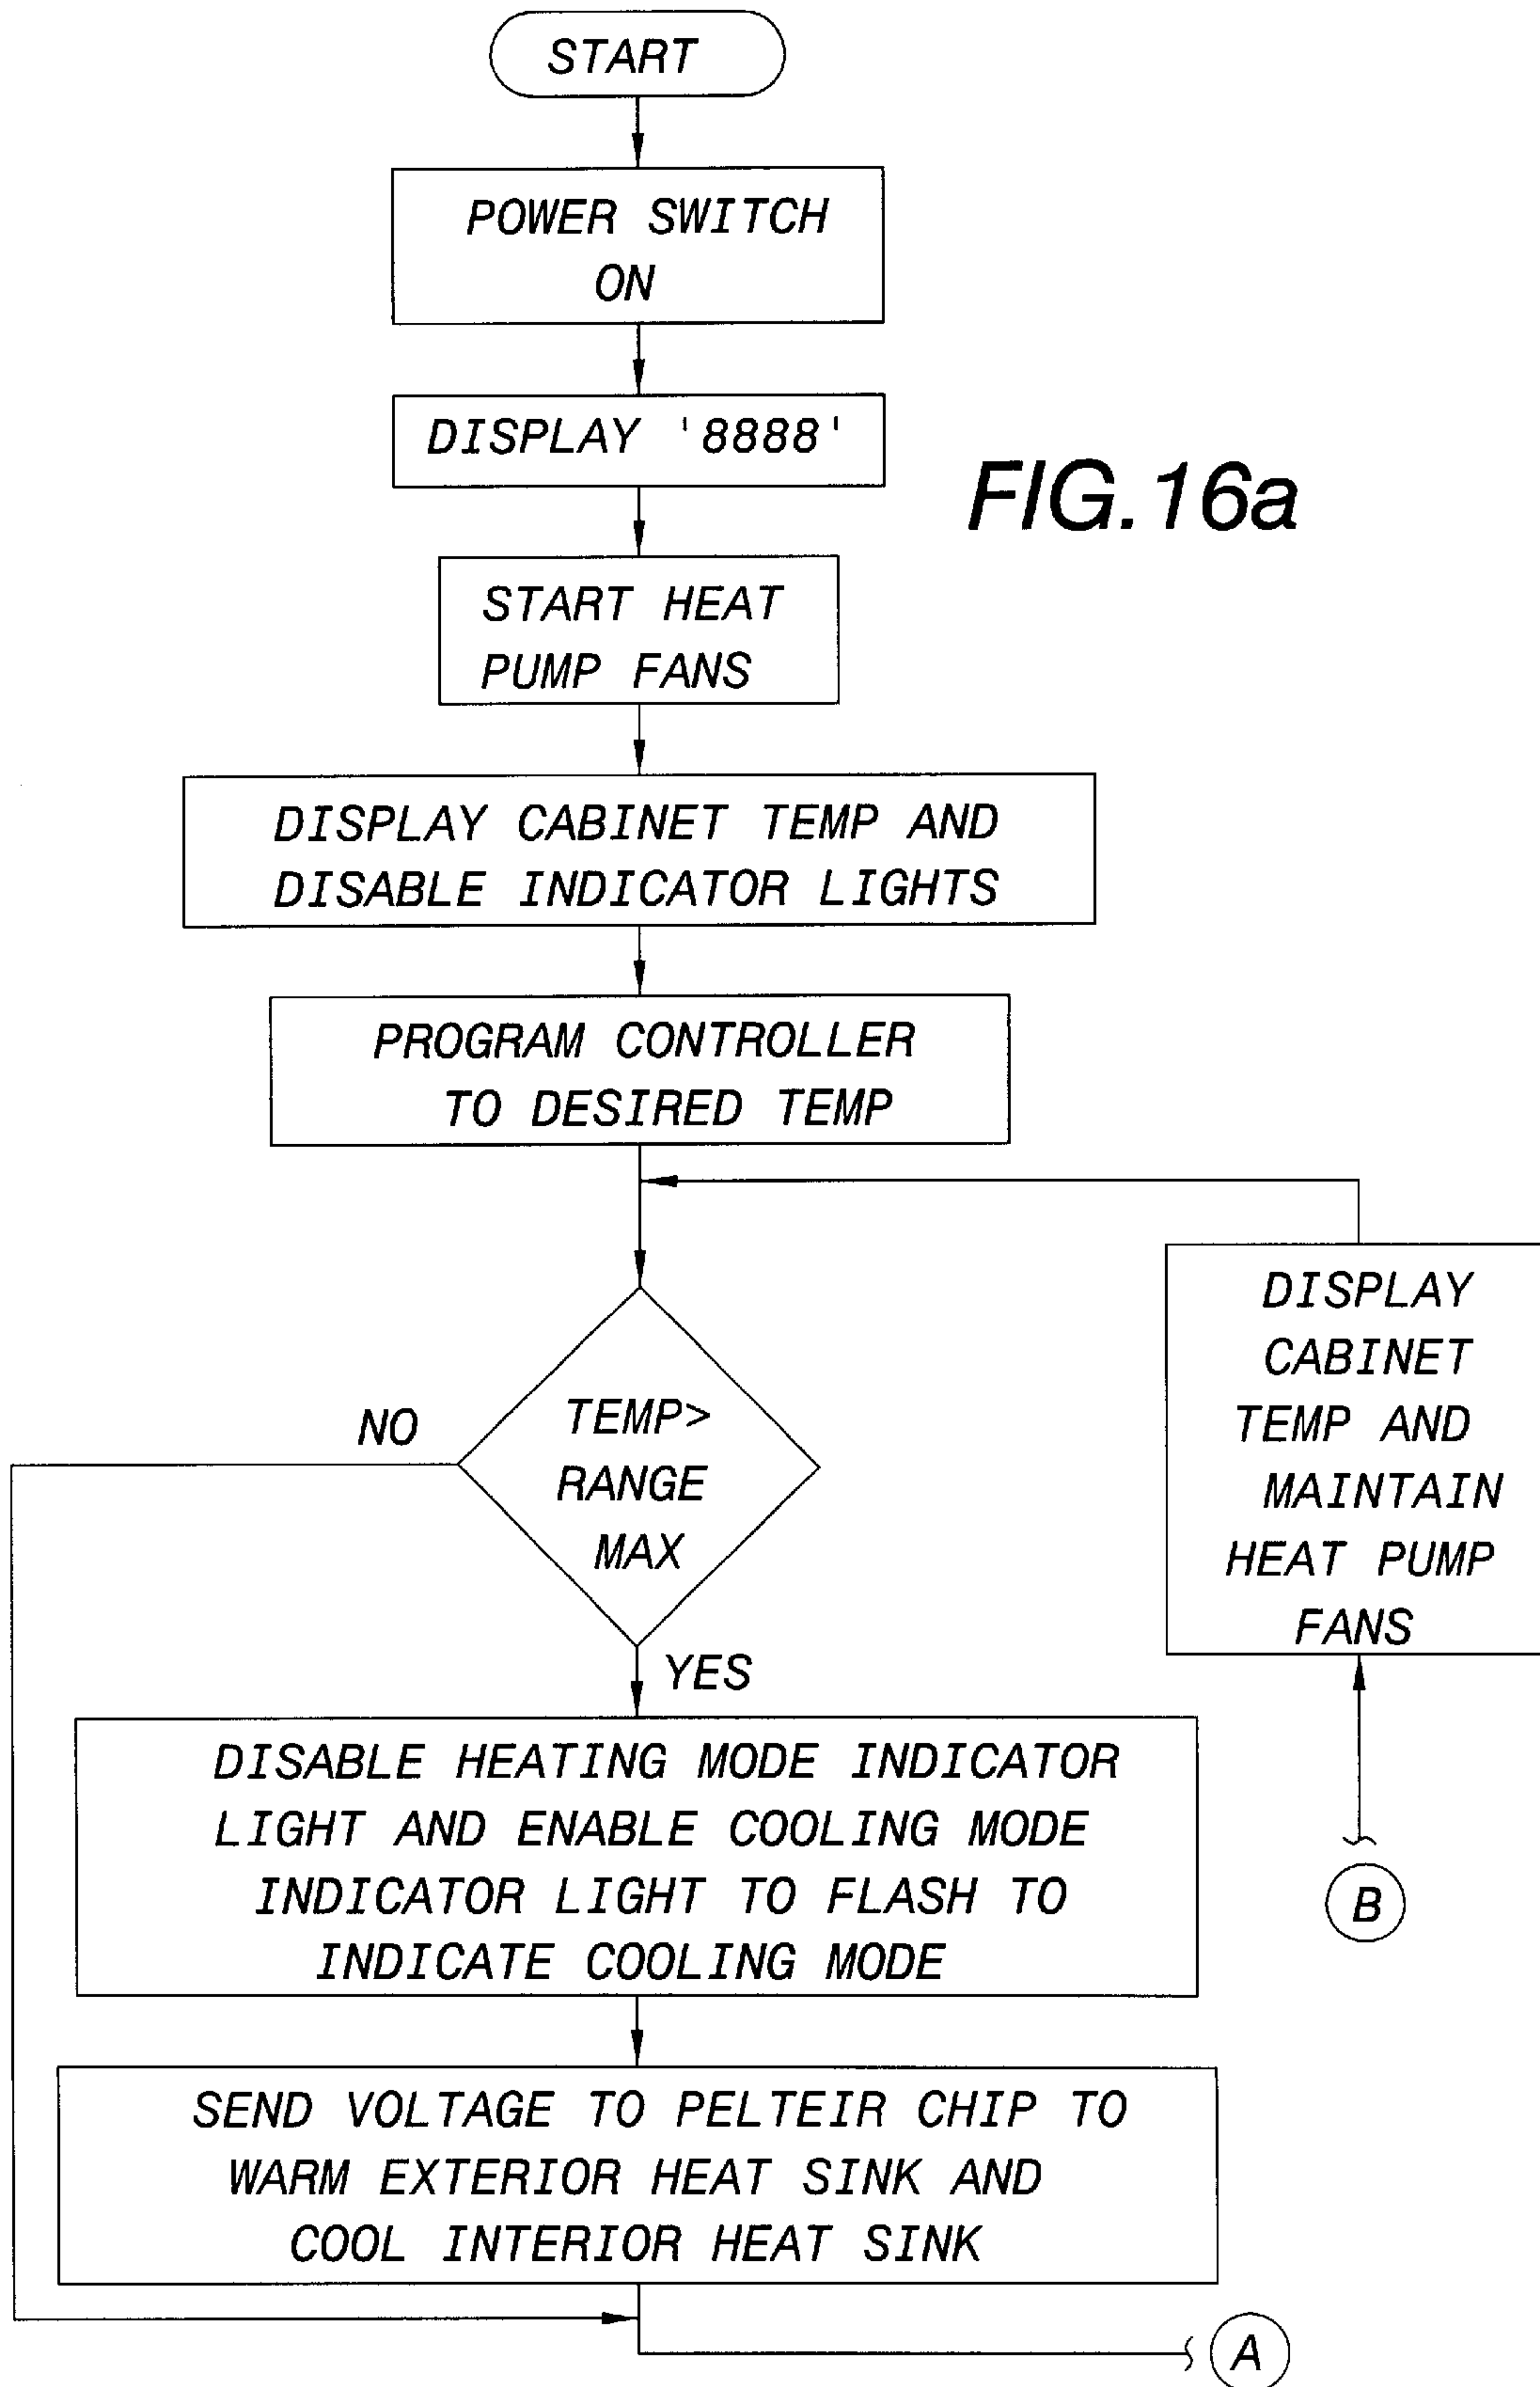 START
POWER SWITCH
ON
DISPLAY '8888'
FIG.16a
START HEAT
PUMP FANS
DISPLAY CABINET TEMP AND
DISABLE INDICATOR LIGHTS
PROGRAM CONTROLLER
TO DESIRED TEMP
DISPLAY
CABINET
TEMP AND
MAINTAIN
HEAT PUMP
FANS
NO
TEMP>
RANGE
MAX
YES
DISABLE HEATING MODE INDICATOR
LIGHT AND ENABLE COOLING MODE
INDICATOR LIGHT TO FLASH TO
INDICATE COOLING MODE
B
SEND VOLTAGE TO PELTEIR CHIP TO
WARM EXTERIOR HEAT SINK AND
COOL INTERIOR HEAT SINK
A